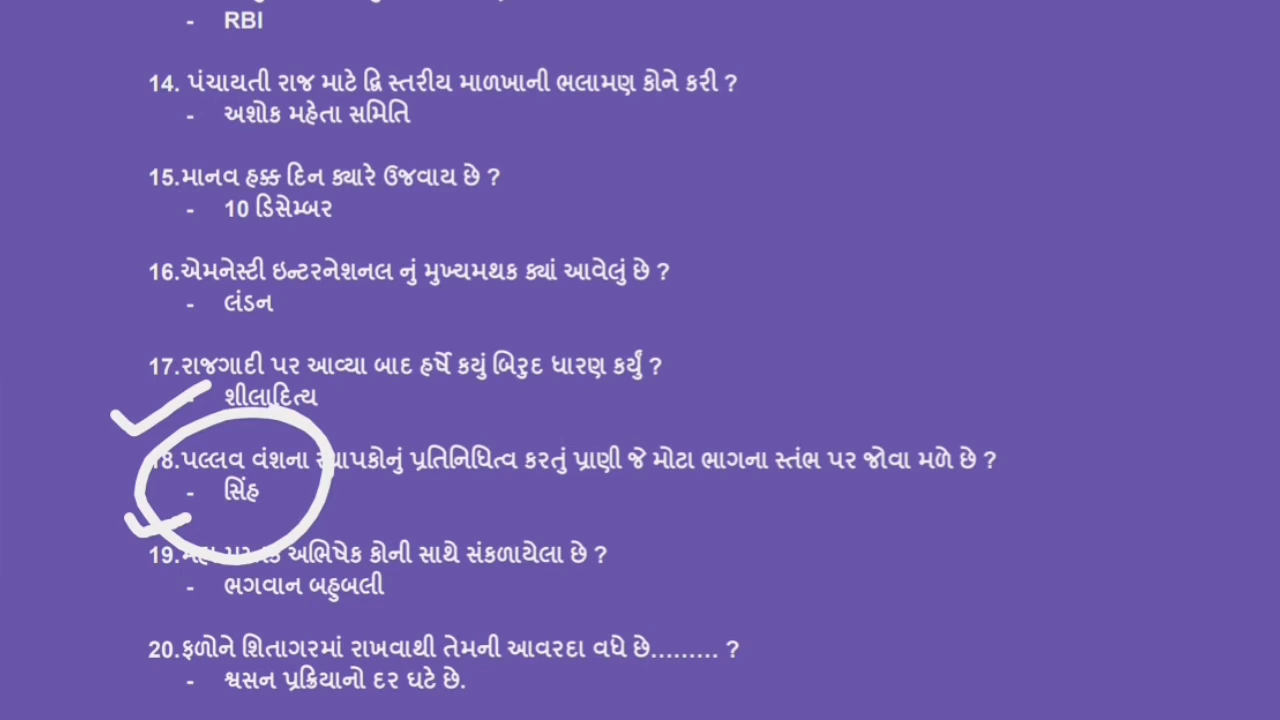 - RBI
14. પંચાયતી રાજ માટે દ્વિ સ્તરીય માળખાની ભલામણ કોને કરી ?
- અશોક મહેતા સમિતિ
15.માનવ હક્ક દિન ક્યારે ઉજવાય છે ?
- 10 ડિસેમ્બર
16.એમનેસ્ટી ઇન્ટરનેશનલ નું મુખ્યમથક ક્યાં આવેલું છે ?
- લંડન
17.રાજગાદી પર આવ્યા બાદ હર્ષે કયું બિરુદ ધારણ કર્યું ?
- શીલાદિત્ય
18.પલ્લવ વંશના સ્થાપકોનું પ્રતિનિધિત્વ કરતું પ્રાણી જે મોટા ભાગના સ્તંભ પર જોવા મળે છે ?
- સિંહ
19. અભિષેક કોની સાથે સંકળાયેલા છે ?
- ભગવાન બહુબલી
20.ફળોને શિતાગરમાં રાખવાથી તેમની આવરદા વધે છે......... ?
- શ્વસન પ્રક્રિયાનો દર ઘટે છે.